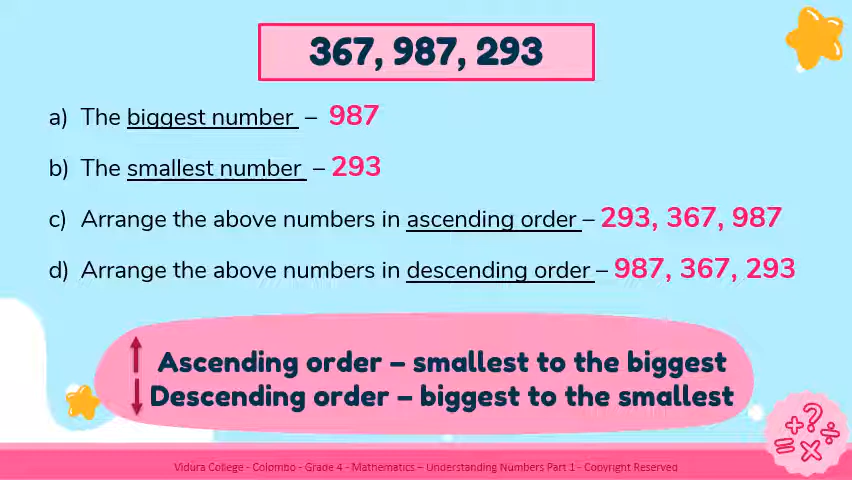 367, 987, 293
a) The biggest number – 987
b) The smallest number – 293
c) Arrange the above numbers in ascending order – 293, 367, 987
d) Arrange the above numbers in descending order – 987, 367, 293
Ascending order – smallest to the biggest
Descending order – biggest to the smallest
Vidura College - Colombo - Grade 4 - Mathematics – Understanding Numbers Part 1 - Copyright Reserved